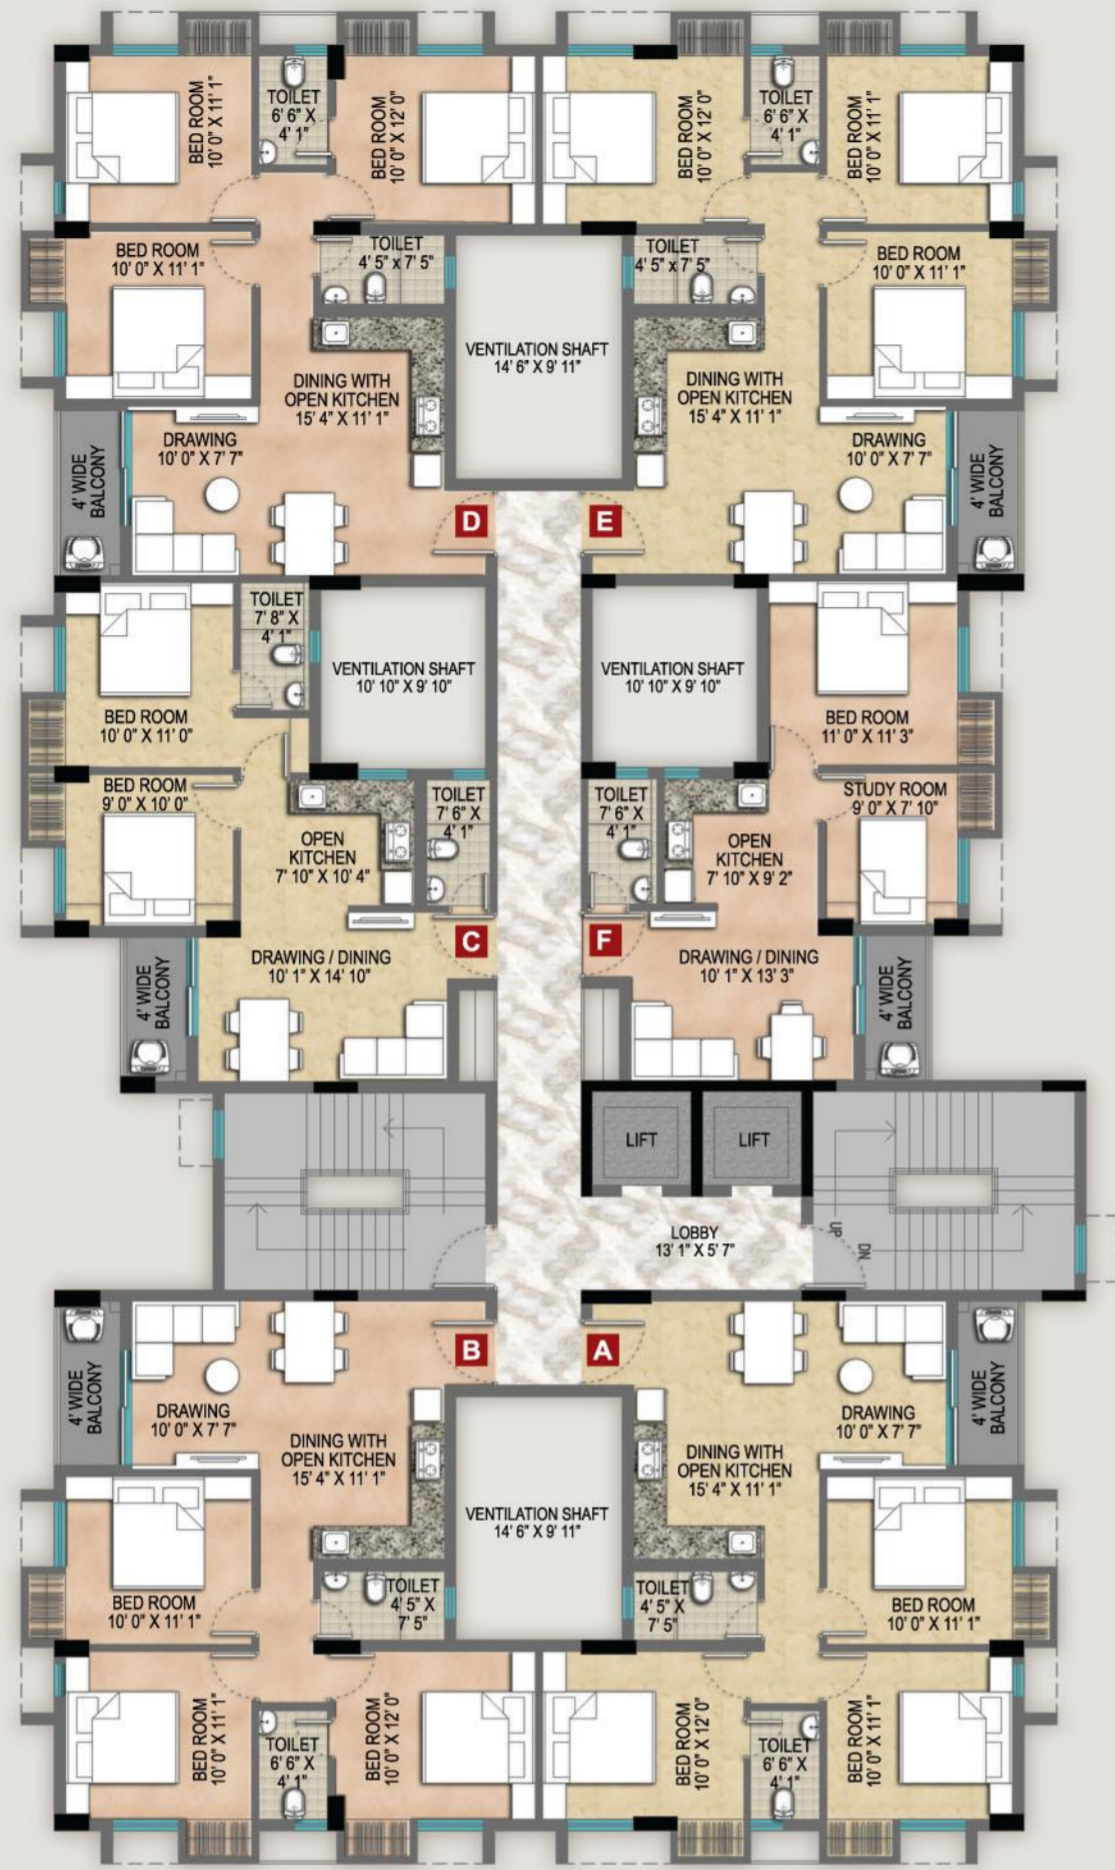 BED ROOM
10' 0" X 11' 1"
TOILET
6' 6" X
4' 1"
BED ROOM
10' 0" X 12' 0"
BED ROOM
10' 0" X 12' 0"
TOILET
6' 6" X
4' 1"
BED ROOM
10' 0" X 11' 1"
BED ROOM
10' 0" X 11' 1"
TOILET
4' 5" x 7' 5"
TOILET
4' 5" x 7' 5"
BED ROOM
10' 0" X 11' 1"
VENTILATION SHAFT
14' 6" X 9' 11"
DINING WITH
OPEN KITCHEN
15' 4" X 11' 1"
DINING WITH
OPEN KITCHEN
15' 4" X 11' 1"
DRAWING
10' 0" X 7' 7"
DRAWING
10' 0" X 7' 7"
4' WIDE
BALCONY
4' WIDE
BALCONY
D
E
TOILET
7' 8" X
4' 1"
VENTILATION SHAFT
10' 10" X 9' 10"
VENTILATION SHAFT
10' 10" X 9' 10"
BED ROOM
10' 0" X 11' 0"
BED ROOM
11' 0" X 11' 3"
BED ROOM
9' 0" X 10' 0"
TOILET
7' 6" X
4' 1"
TOILET
7' 6" X
4' 1"
STUDY ROOM
9' 0" X 7' 10"
OPEN
KITCHEN
7' 10" X 10' 4"
OPEN
KITCHEN
7' 10" X 9' 2"
C
F
DRAWING / DINING
10' 1" X 14' 10"
DRAWING / DINING
10' 1" X 13' 3"
4' WIDE
BALCONY
4' WIDE
BALCONY
LIFT
LIFT
LOBBY
13' 1" X 5' 7"
UP
DN
B
A
4' WIDE
BALCONY
4' WIDE
BALCONY
DRAWING
10' 0" X 7' 7"
DRAWING
10' 0" X 7' 7"
DINING WITH
OPEN KITCHEN
15' 4" X 11' 1"
DINING WITH
OPEN KITCHEN
15' 4" X 11' 1"
VENTILATION SHAFT
14' 6" X 9' 11"
BED ROOM
10' 0" X 11' 1"
TOILET
4' 5" X
7' 5"
TOILET
4' 5" X
7' 5"
BED ROOM
10' 0" X 11' 1"
BED ROOM
10' 0" X 11' 1"
TOILET
6' 6" X
4' 1"
BED ROOM
10' 0" X 12' 0"
BED ROOM
10' 0" X 12' 0"
TOILET
6' 6" X
4' 1"
BED ROOM
10' 0" X 11' 1"